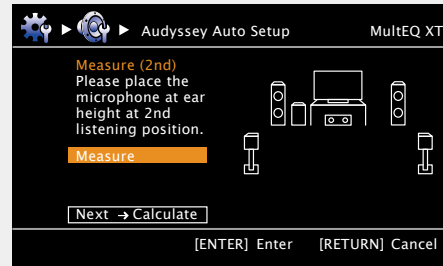 Audyssey Auto Setup MultEQ XT
Measure (2nd)
Please place the
microphone at ear
height at 2nd
listening position.
Measure
Next → Calculate
[ENTER] Enter [RETURN] Cancel